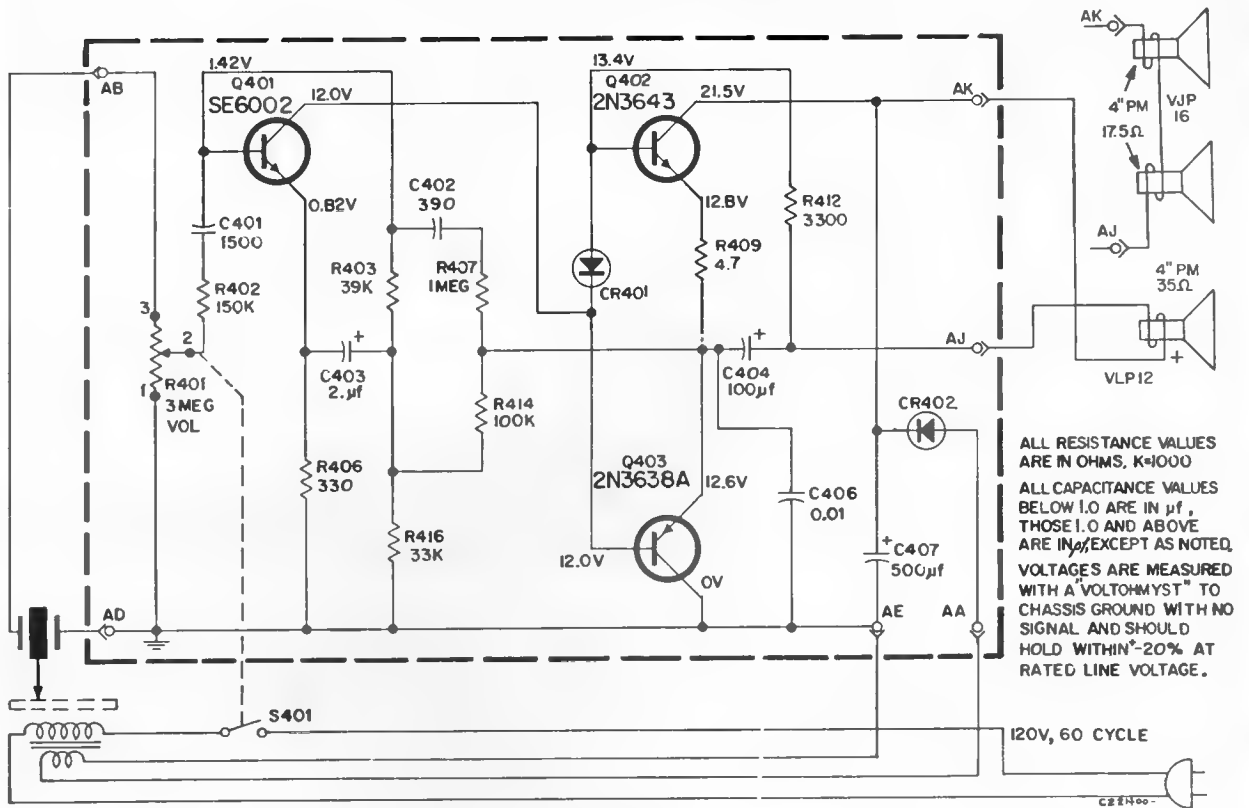 AB
1.42V
Q401
SE6002
12.0V
0.82V
C401
1500
R402
150K
3
2
1
R401
3 MEG
VOL
C402
390
R403
39K
R407
1MEG
C403
2.µf
R414
100K
R406
330
R416
33K
AD
13.4V
Q402
2N3643
21.5V
12.8V
R409
4.7
R412
3300
CR401
C404
100µf
Q403
2N3638A
12.6V
12.0V
0V
C406
0.01
CR402
C407
500µf
AK
AJ
AE
AA
AK
4" PM
17.5Ω
VJP
16
AJ
4" PM
35Ω
+
VLP12
ALL RESISTANCE VALUES
ARE IN OHMS, K=1000
ALL CAPACITANCE VALUES
BELOW 1.0 ARE IN µf,
THOSE 1.0 AND ABOVE
ARE IN pf, EXCEPT AS NOTED.
VOLTAGES ARE MEASURED
WITH A "VOLTOHMYST" TO
CHASSIS GROUND WITH NO
SIGNAL AND SHOULD
HOLD WITHIN +-20% AT
RATED LINE VOLTAGE.
S401
120V, 60 CYCLE